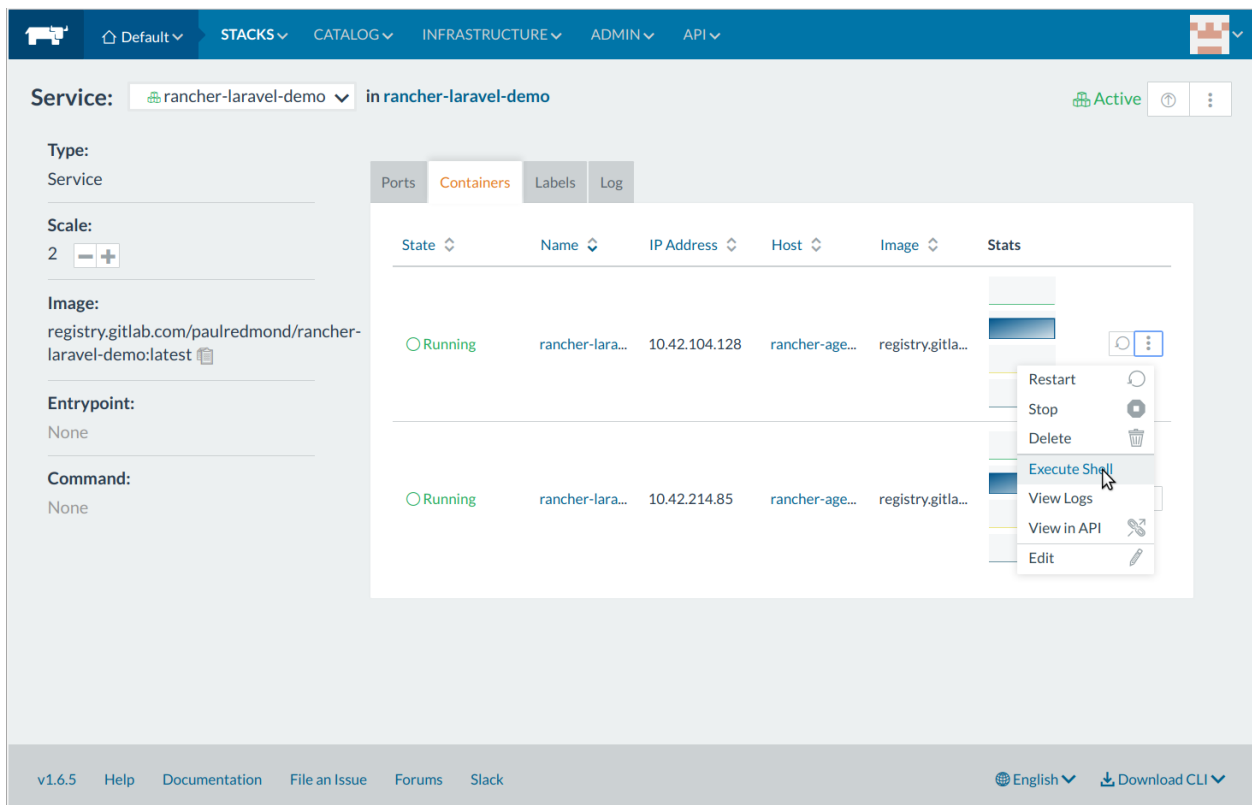 Default STACKS CATALOG INFRASTRUCTURE ADMIN API
Service: rancher-laravel-demo in rancher-laravel-demo Active
Type:
Service
Scale:
2
Image:
registry.gitlab.com/paulredmond/rancher-
laravel-demo:latest
Entrypoint:
None
Command:
None
Ports Containers Labels Log
State Name IP Address Host Image Stats
Running rancher-lara... 10.42.104.128 rancher-age... registry.gitla...
Running rancher-lara... 10.42.214.85 rancher-age... registry.gitla...
Restart
Stop
Delete
Execute Shell
View Logs
View in API
Edit
v1.6.5 Help Documentation File an Issue Forums Slack English Download CLI